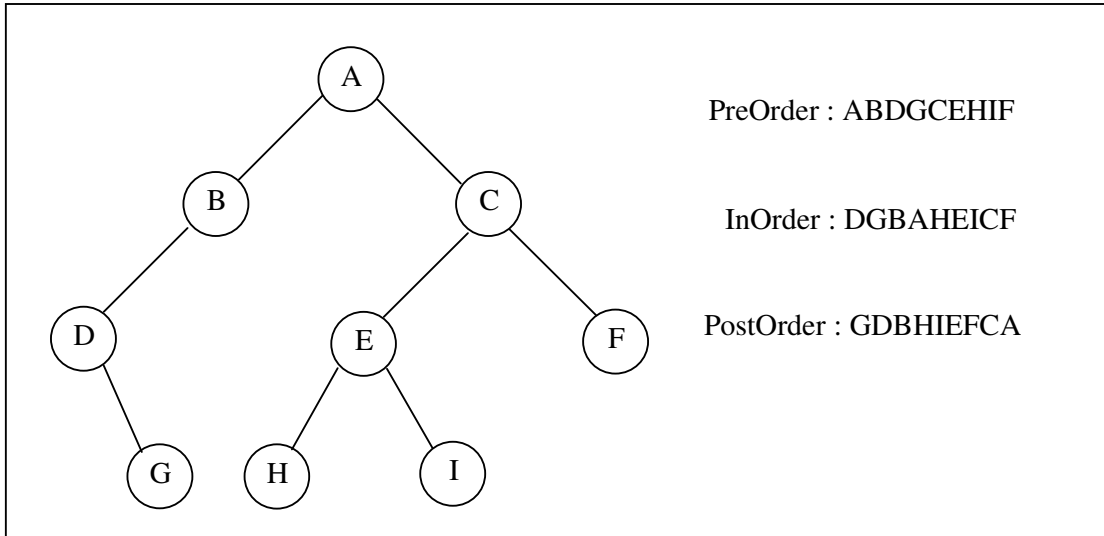 A
PreOrder : ABDGCEHIF
B
C
InOrder : DGBAHEICF
D
E
F
PostOrder : GDBHIEFCA
G
H
I